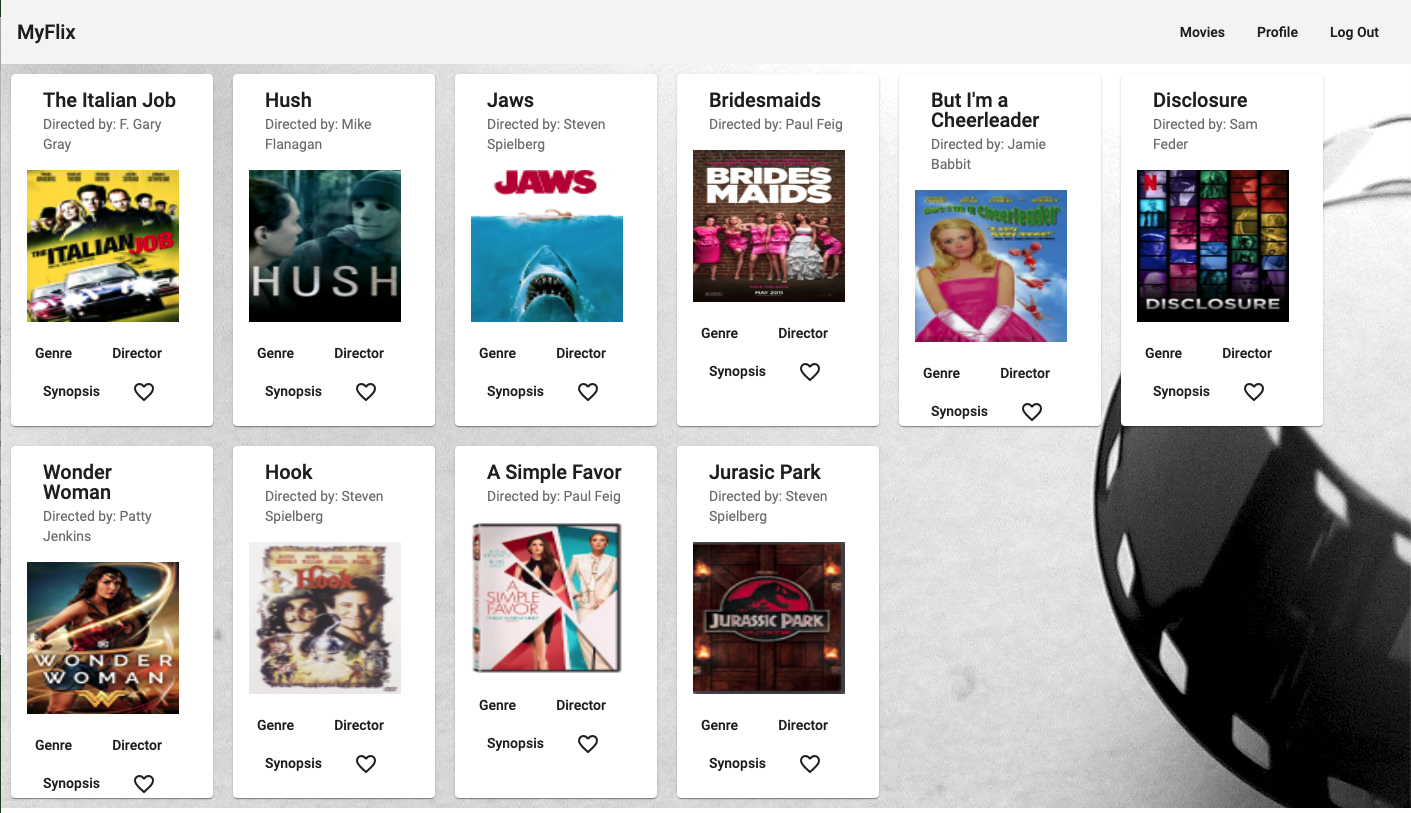 MyFlix
Movies Profile Log Out
The Italian Job
Directed by: F. Gary
Gray
THE ITALIAN JOB
Genre Director
Synopsis
Hush
Directed by: Mike
Flanagan
HUSH
Genre Director
Synopsis
Jaws
Directed by: Steven
Spielberg
JAWS
Genre Director
Synopsis
Bridesmaids
Directed by: Paul Feig
BRIDES
MAIDS
MAY 2011
Genre Director
Synopsis
But I'm a
Cheerleader
Directed by: Jamie
Babbit
Cheerleader
Genre Director
Synopsis
Disclosure
Directed by: Sam
Feder
N
DISCLOSURE
Genre Director
Synopsis
Wonder
Woman
Directed by: Patty
Jenkins
WONDER
WOMAN
Genre Director
Synopsis
Hook
Directed by: Steven
Spielberg
Hook
Genre Director
Synopsis
A Simple Favor
Directed by: Paul Feig
A
SIMPLE
FAVOR
Genre Director
Synopsis
Jurassic Park
Directed by: Steven
Spielberg
JURASSIC PARK
Genre Director
Synopsis